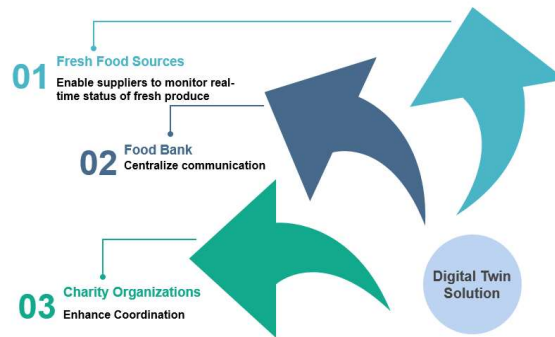 01
Fresh Food Sources
Enable suppliers to monitor real-
time status of fresh produce
02
Food Bank
Centralize communication
03
Charity Organizations
Enhance Coordination
Digital Twin
Solution